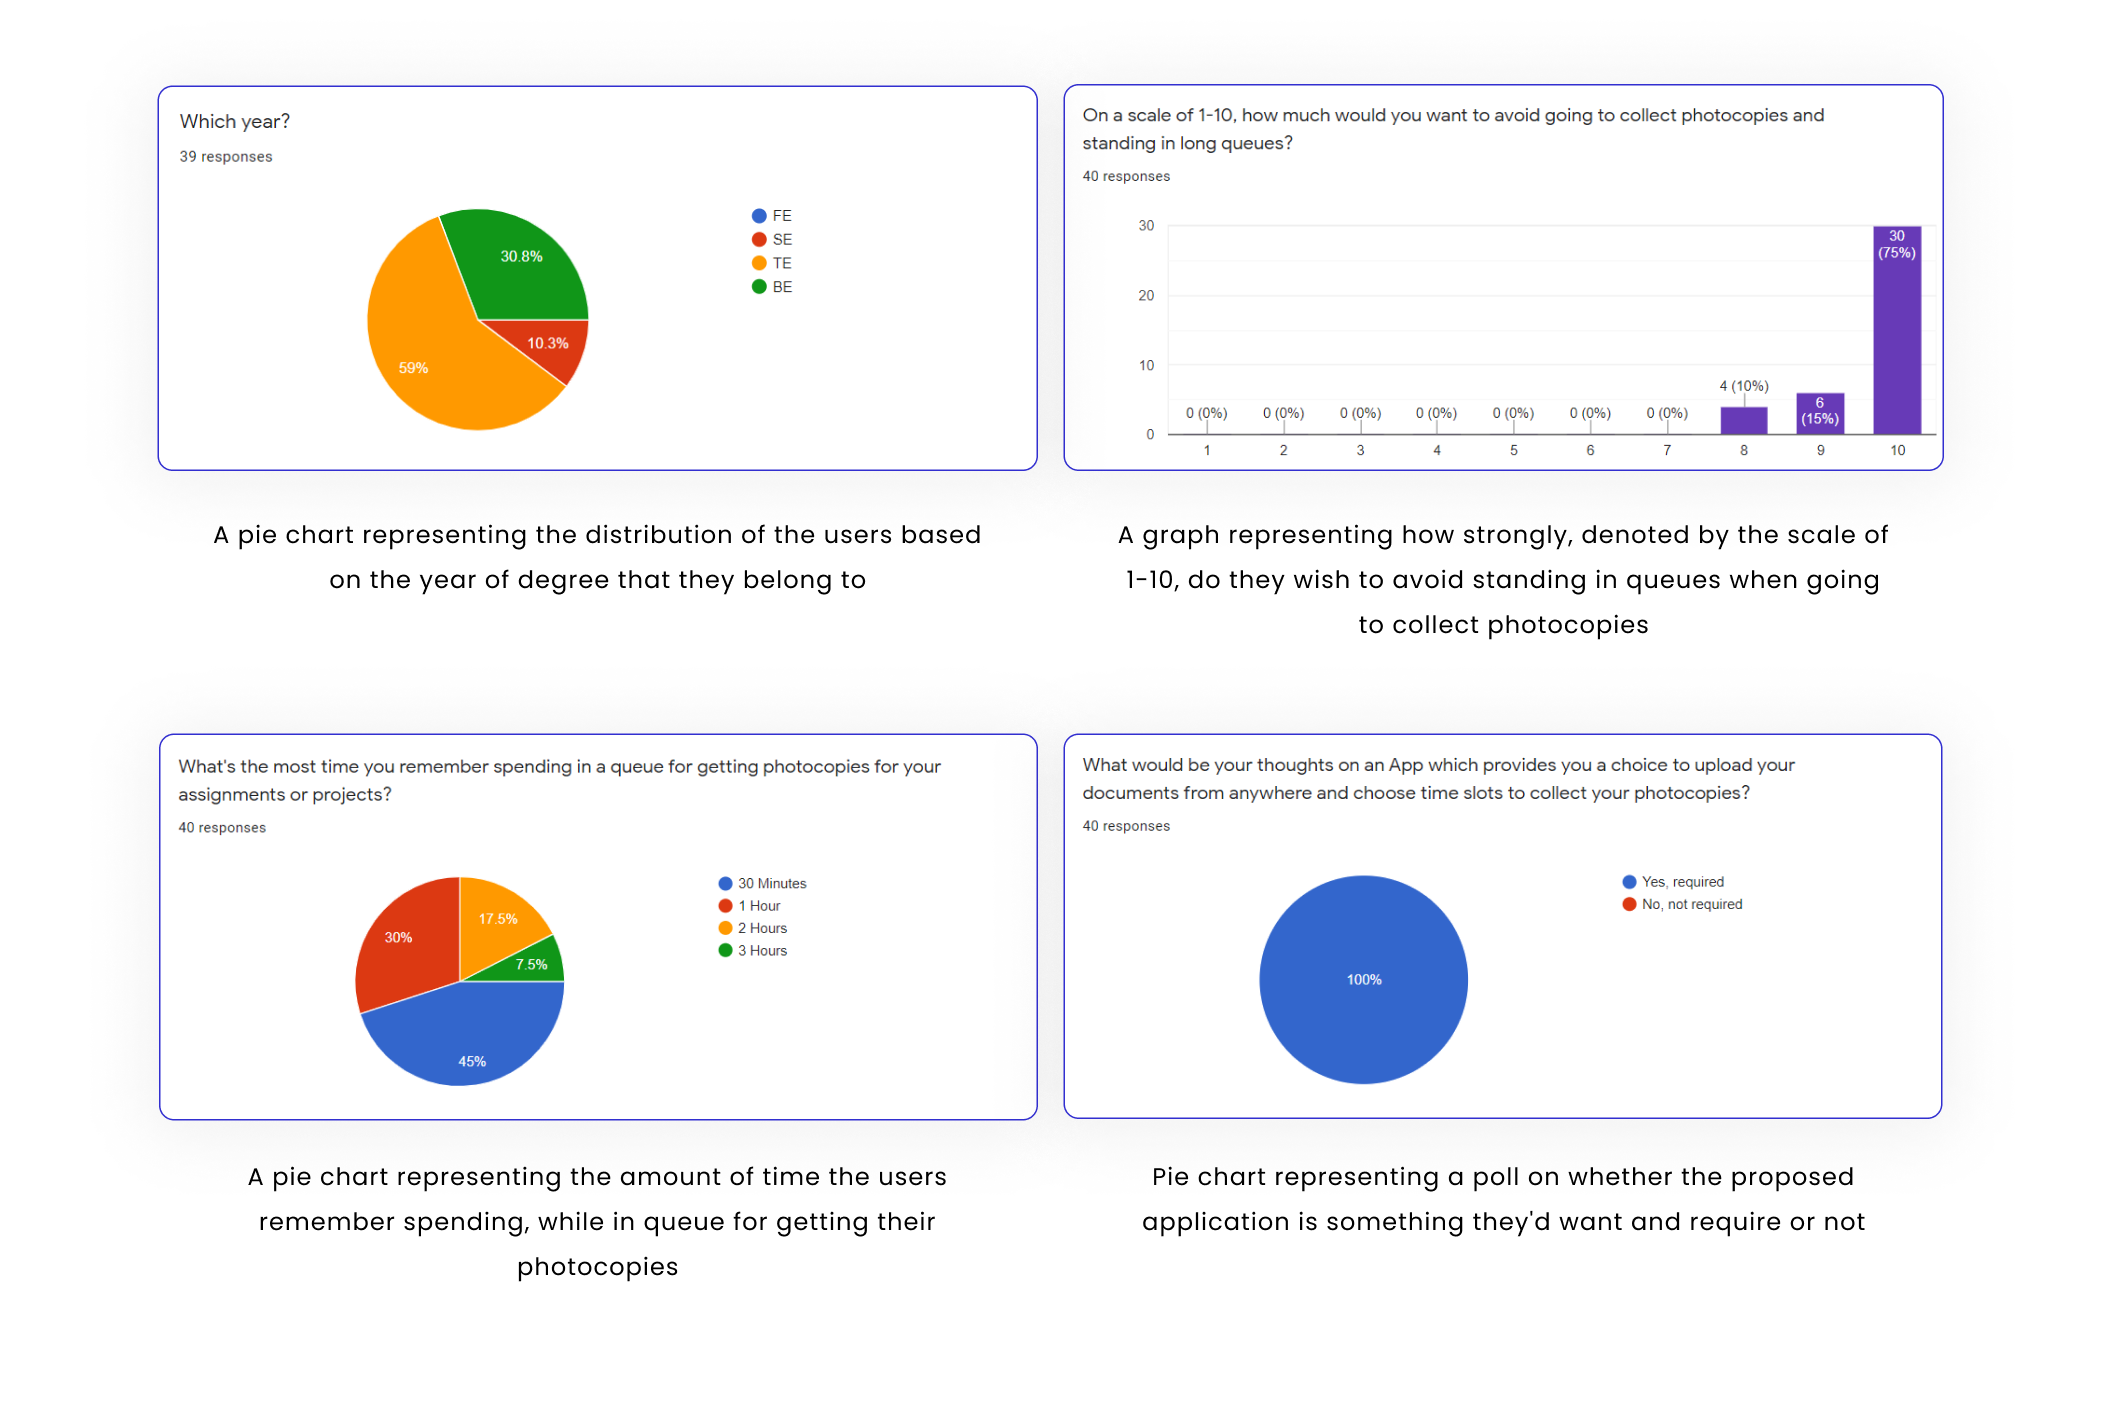 Which year?
39 responses
30.8%
10.3%
59%
FE
SE
TE
BE
A pie chart representing the distribution of the users based
on the year of degree that they belong to
On a scale of 1-10, how much would you want to avoid going to collect photocopies and
standing in long queues?
40 responses
30
20
10
0
0 (0%)
0 (0%)
0 (0%)
0 (0%)
0 (0%)
0 (0%)
0 (0%)
4 (10%)
6
(15%)
30
(75%)
1
2
3
4
5
6
7
8
9
10
A graph representing how strongly, denoted by the scale of
1-10, do they wish to avoid standing in queues when going
to collect photocopies
What's the most time you remember spending in a queue for getting photocopies for your
assignments or projects?
40 responses
17.5%
30%
7.5%
45%
30 Minutes
1 Hour
2 Hours
3 Hours
A pie chart representing the amount of time the users
remember spending, while in queue for getting their
photocopies
What would be your thoughts on an App which provides you a choice to upload your
documents from anywhere and choose time slots to collect your photocopies?
40 responses
100%
Yes, required
No, not required
Pie chart representing a poll on whether the proposed
application is something they'd want and require or not